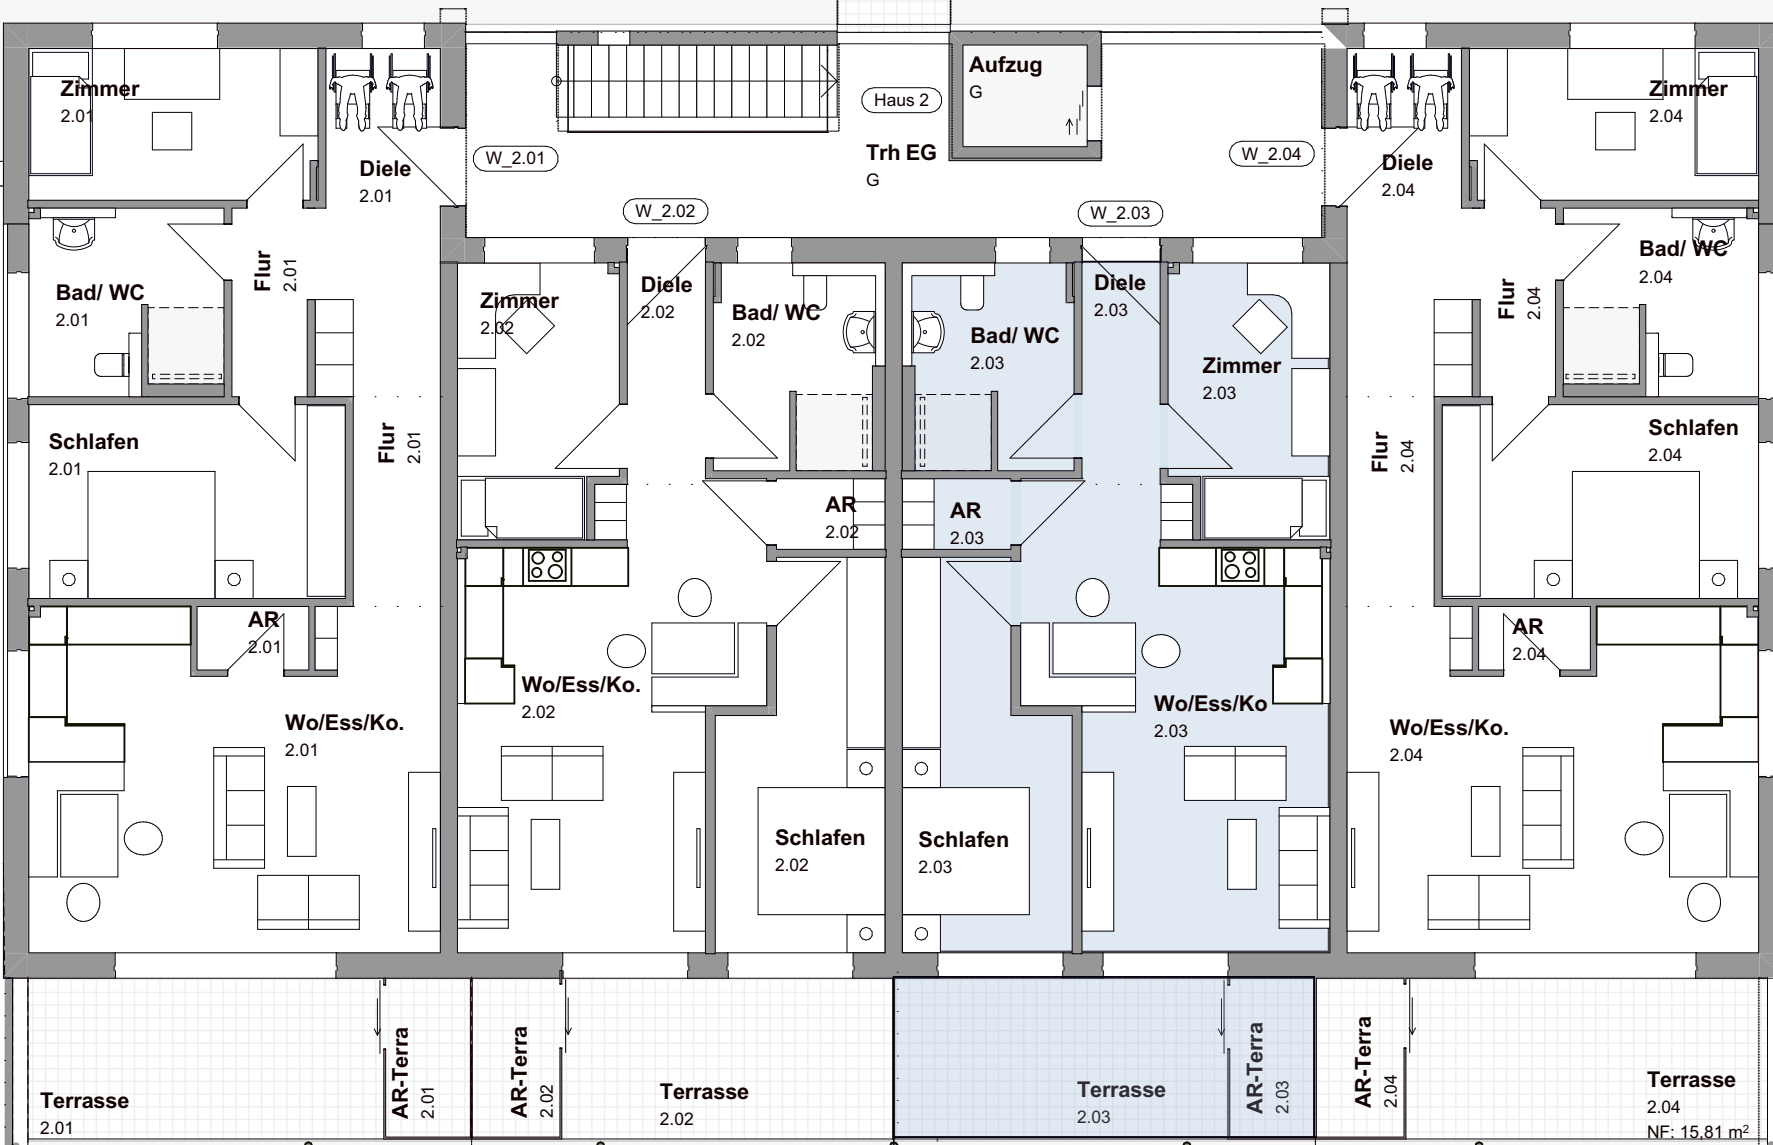 Zimmer
2.01
Aufzug
G
Haus 2
Trh EG
G
W_2.01
W_2.04
W_2.02
W_2.03
Zimmer
2.04
Diele
2.01
Diele
2.04
Flur
2.01
Bad/ WC
2.01
Zimmer
2.02
Diele
2.02
Bad/ WC
2.02
Bad/ WC
2.03
Diele
2.03
Zimmer
2.03
Flur
2.04
Bad/ WC
2.04
Schlafen
2.01
Flur
2.01
AR
2.02
AR
2.03
Flur
2.04
Schlafen
2.04
AR
2.01
AR
2.04
Wo/Ess/Ko.
2.01
Wo/Ess/Ko.
2.02
Wo/Ess/Ko
2.03
Wo/Ess/Ko.
2.04
Schlafen
2.02
Schlafen
2.03
Terrasse
2.01
AR-Terra
2.01
AR-Terra
2.02
Terrasse
2.02
Terrasse
2.03
AR-Terra
2.03
AR-Terra
2.04
Terrasse
2.04
NF: 15,81 m²